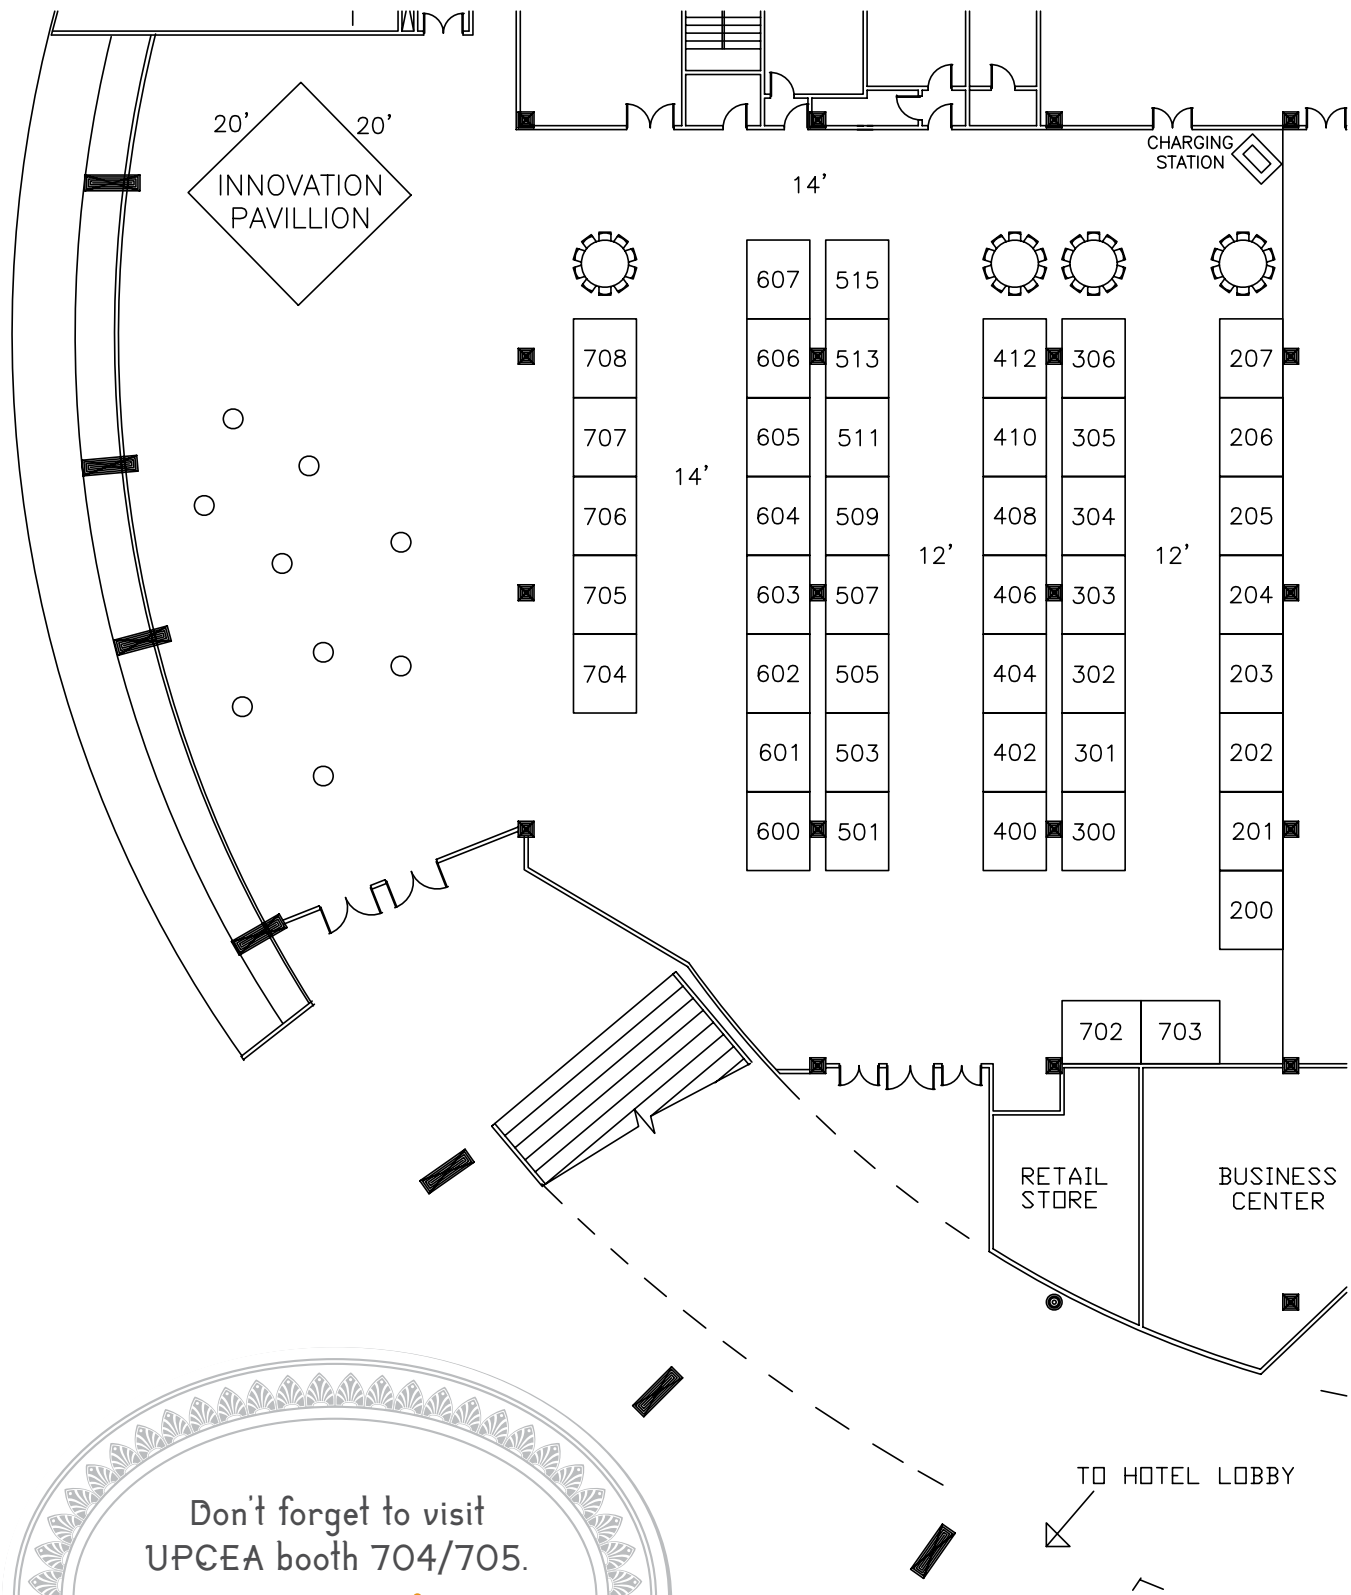 CHARGING
STATION
20' 20'
INNOVATION
PAVILLION
14'
607 515
708 606 513 412 306 207
707 605 511 410 305 206
14'
706 604 509 408 304 205
12' 12'
705 603 507 406 303 204
704 602 505 404 302 203
601 503 402 301 202
600 501 400 300 201
200
702 703
RETAIL
STORE
BUSINESS
CENTER
TO HOTEL LOBBY
Don't forget to visit
UPCEA booth 704/705.